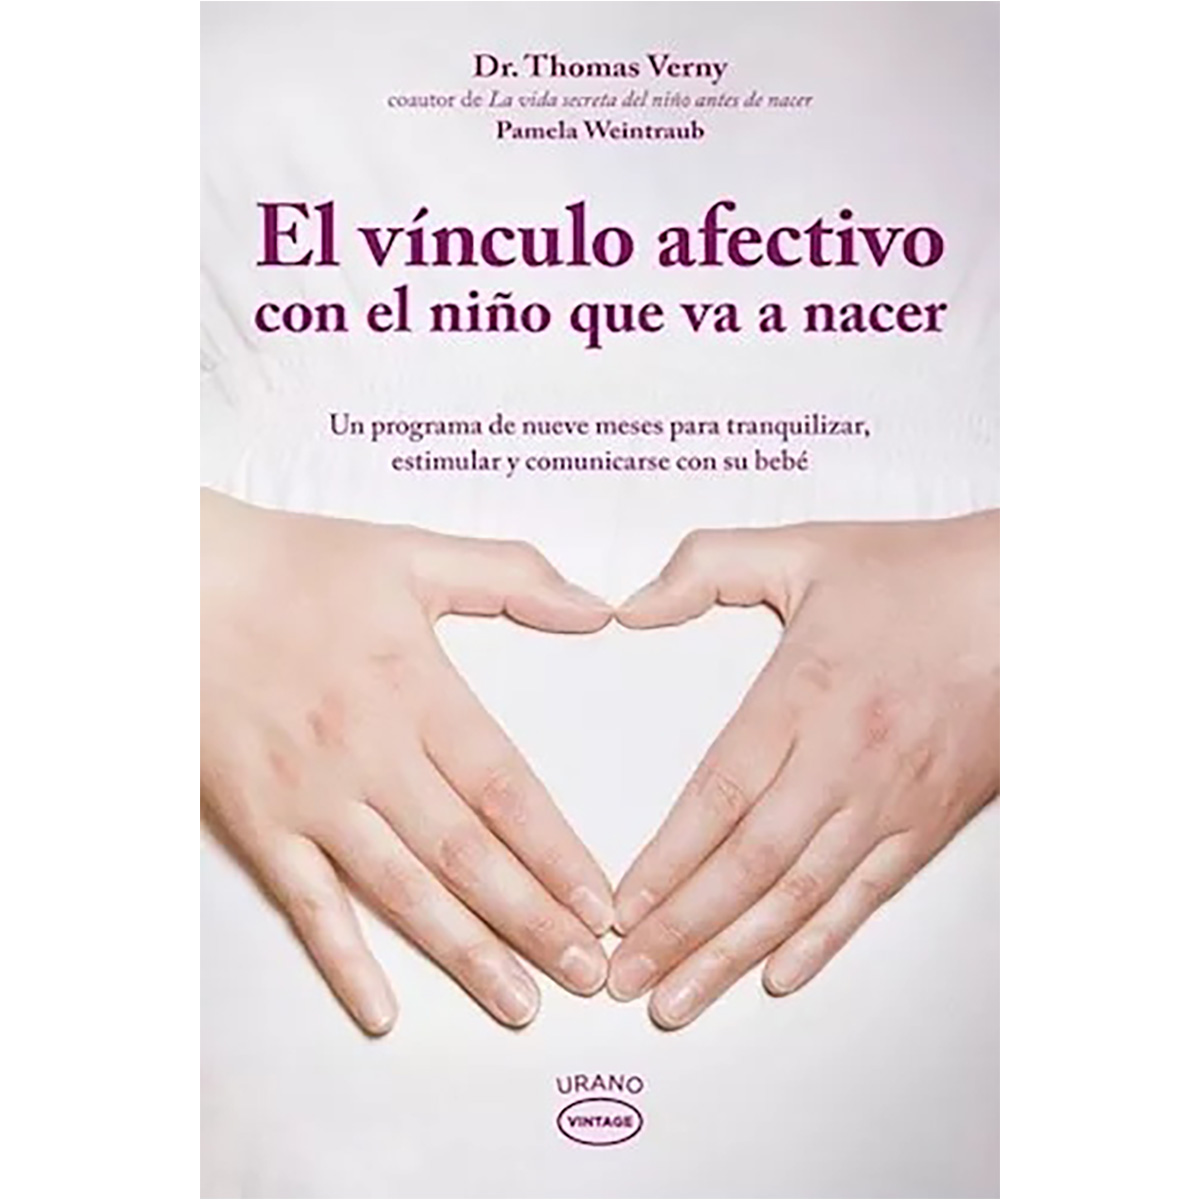 Dr. Thomas Verny
coautor de La vida secreta del niño antes de nacer
Pamela Weintraub
El vínculo afectivo
con el niño que va a nacer
Un programa de nueve meses para tranquilizar,
estimular y comunicarse con su bebé
URANO
VINTAGE